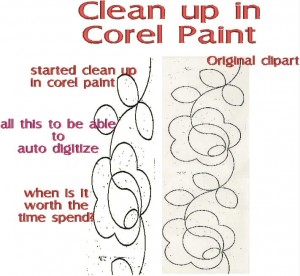 Clean up in
Corel Paint
Original clipart
started clean up
in corel paint
all this to be able
to
auto digitize
when is it
worth the
time spend?